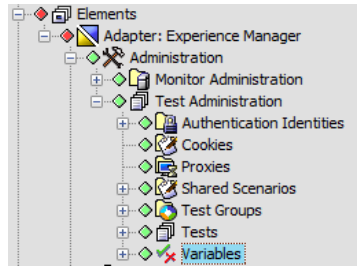 Elements
Adapter: Experience Manager
Administration
Monitor Administration
Test Administration
Authentication Identities
Cookies
Proxies
Shared Scenarios
Test Groups
Tests
Variables